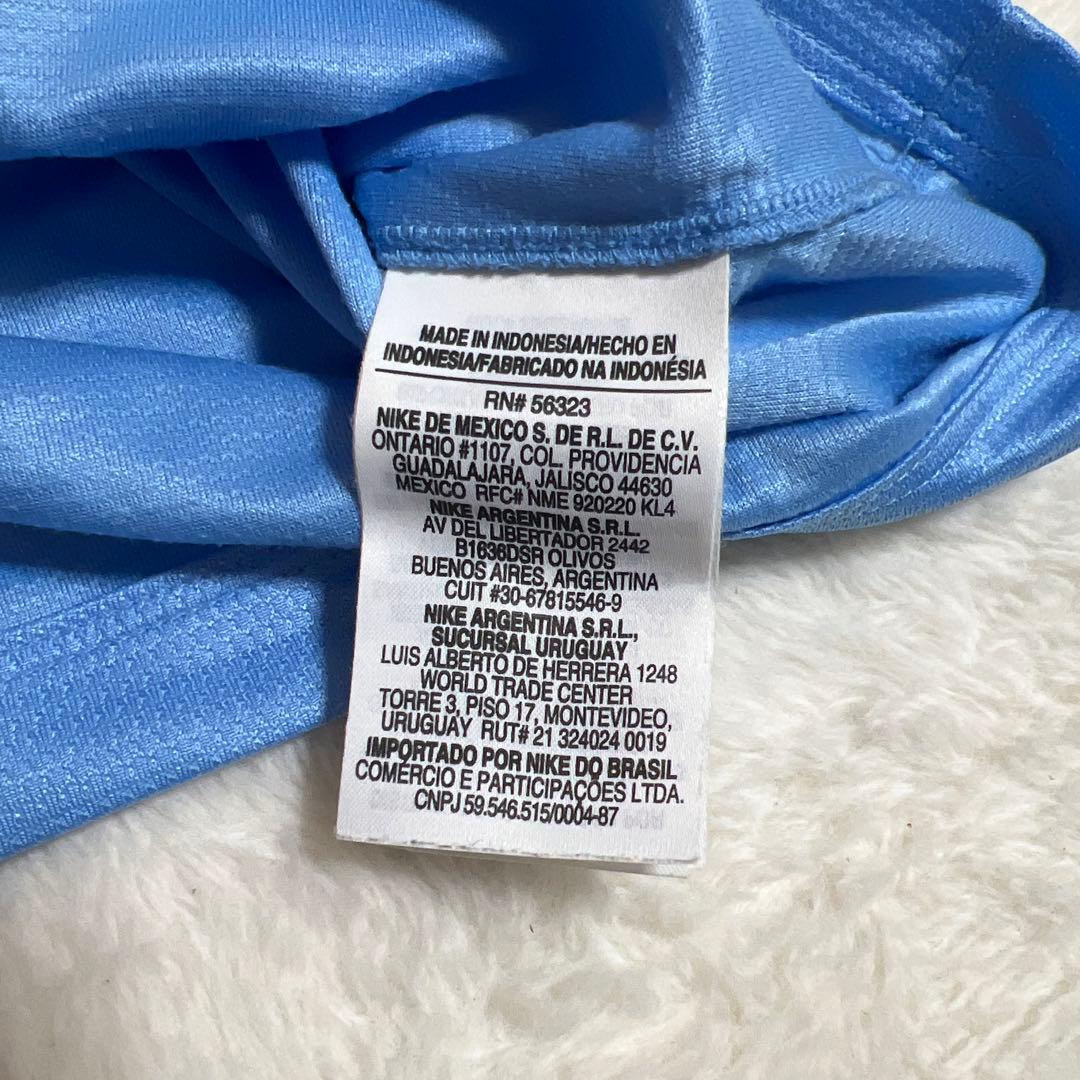 MADE IN INDONESIA/HECHO EN
INDONESIA/FABRICADO NA INDONÉSIA
RN# 56323
NIKE DE MEXICO S. DE R.L. DE C.V.
ONTARIO #1107, COL. PROVIDENCIA
GUADALAJARA, JALISCO 44630
MEXICO RFC# NME 920220 KL4
NIKE ARGENTINA S.R.L.
AV DEL LIBERTADOR 2442
B1636DSR OLIVOS
BUENOS AIRES, ARGENTINA
CUIT #30-67815546-9
NIKE ARGENTINA S.R.L.,
SUCURSAL URUGUAY
LUIS ALBERTO DE HERRERA 1248
WORLD TRADE CENTER
TORRE 3, PISO 17, MONTEVIDEO,
URUGUAY RUT# 21 324024 0019
IMPORTADO POR NIKE DO BRASIL
COMÉRCIO E PARTICIPAÇÕES LTDA.
CNPJ 59.546.515/0004-87